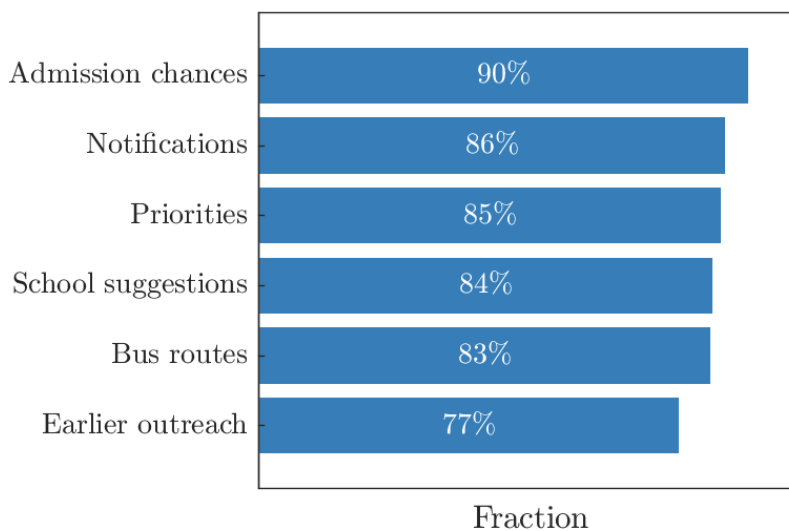 Admission chances 90%
Notifications 86%
Priorities 85%
School suggestions 84%
Bus routes 83%
Earlier outreach 77%
Fraction